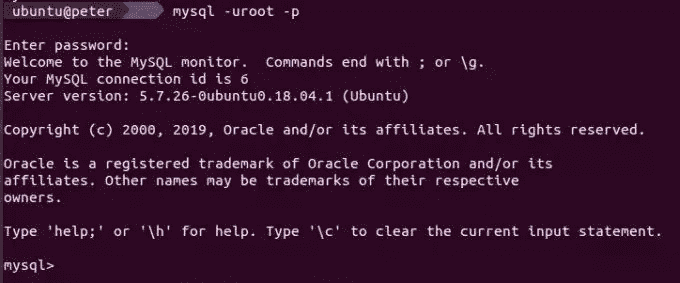 ubuntu@peter mysql -uroot -p
Enter password:
Welcome to the MySQL monitor.  Commands end with ; or \g.
Your MySQL connection id is 6
Server version: 5.7.26-0ubuntu0.18.04.1 (Ubuntu)
Copyright (c) 2000, 2019, Oracle and/or its affiliates. All rights reserved.
Oracle is a registered trademark of Oracle Corporation and/or its
affiliates. Other names may be trademarks of their respective
owners.
Type 'help;' or '\h' for help. Type '\c' to clear the current input statement.
mysql>